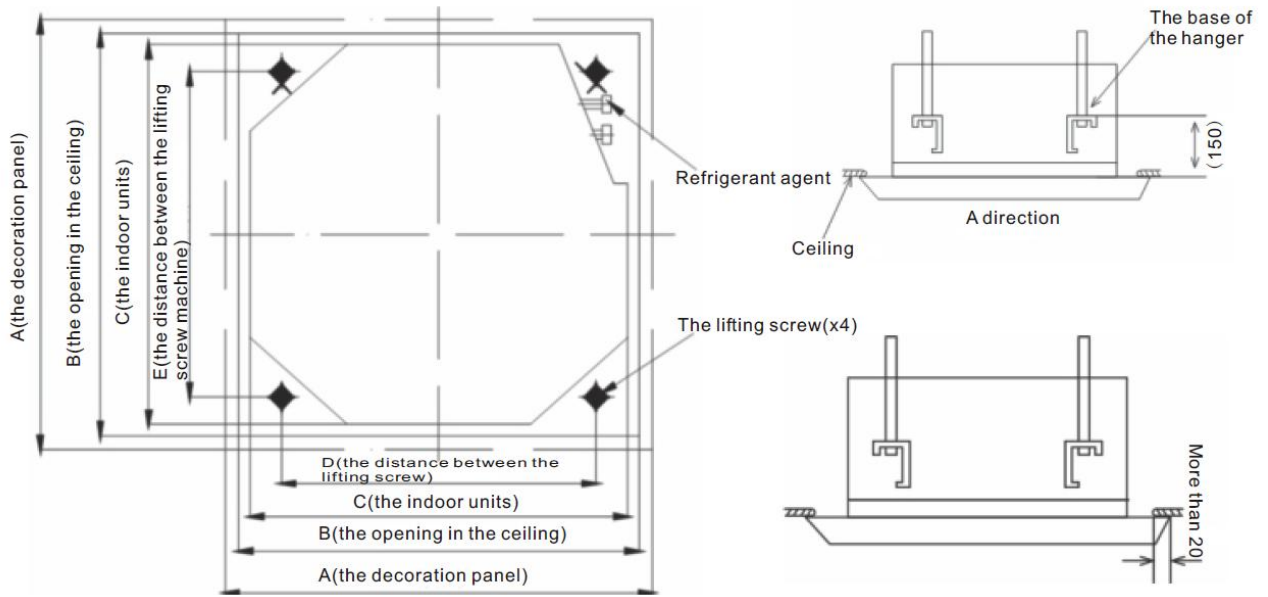 A(the decoration panel)
B(the opening in the ceiling)
C(the indoor units)
E(the distance between the lifting
screw machine)
D(the distance between the
lifting screw)
C(the indoor units)
B(the opening in the ceiling)
A(the decoration panel)
Refrigerant agent
The lifting screw(x4)
The base of
the hanger
(150)
A direction
Ceiling
More than 20